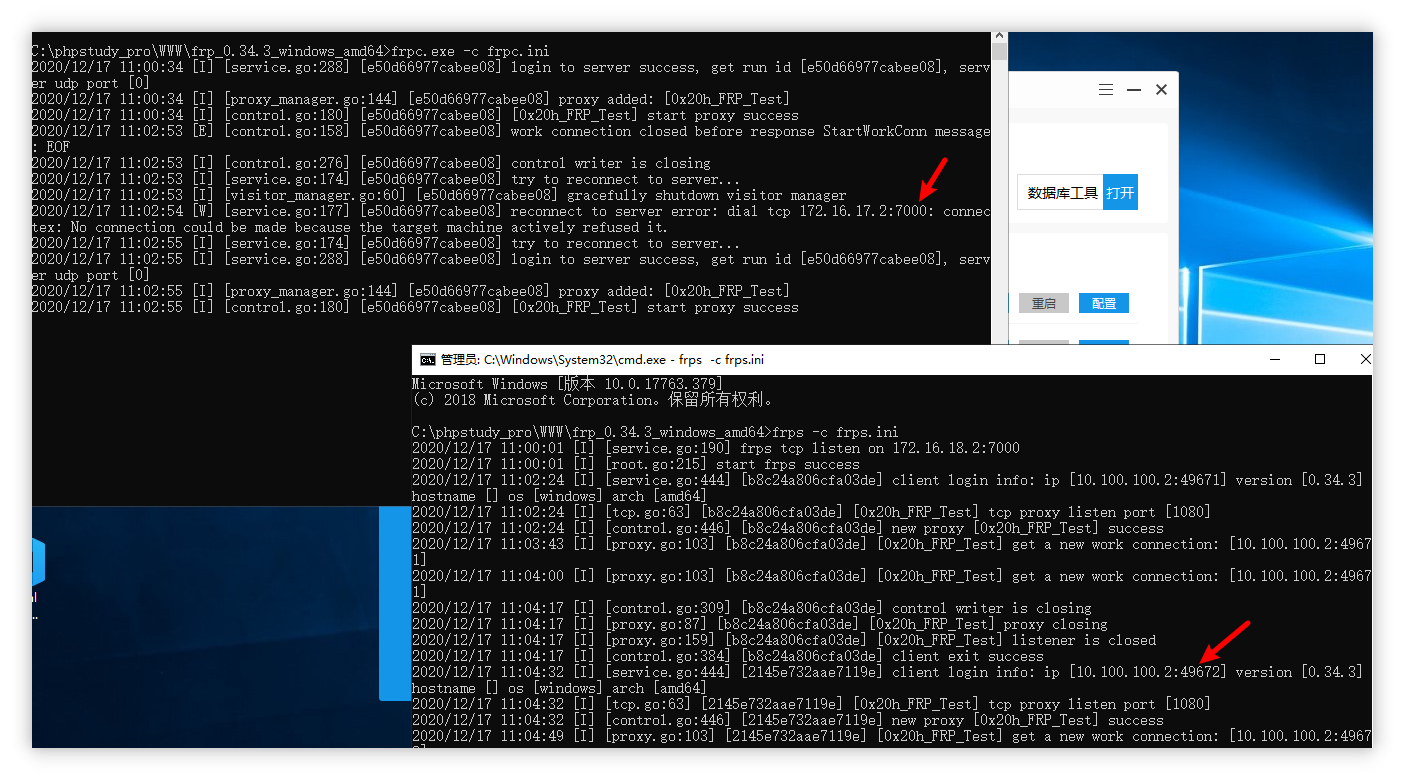 C:\phpstudy_pro\WWW\frp_0.34.3_windows_amd64>frpc.exe -c frpc.ini
2020/12/17 11:00:34 [I] [service.go:288] [e50d66977cabee08] login to server success, get run id [e50d66977cabee08], serv
er udp port [0]
2020/12/17 11:00:34 [I] [proxy_manager.go:144] [e50d66977cabee08] proxy added: [0x20h_FRP_Test]
2020/12/17 11:00:34 [I] [control.go:180] [e50d66977cabee08] [0x20h_FRP_Test] start proxy success
2020/12/17 11:02:53 [E] [control.go:158] [e50d66977cabee08] work connection closed before response StartWorkConn message
: EOF
2020/12/17 11:02:53 [I] [control.go:276] [e50d66977cabee08] control writer is closing
2020/12/17 11:02:53 [I] [service.go:174] [e50d66977cabee08] try to reconnect to server...
2020/12/17 11:02:53 [I] [visitor_manager.go:60] [e50d66977cabee08] gracefully shutdown visitor manager
2020/12/17 11:02:54 [W] [service.go:177] [e50d66977cabee08] reconnect to server error: dial tcp 172.16.17.2:7000: connec
tex: No connection could be made because the target machine actively refused it.
2020/12/17 11:02:55 [I] [service.go:174] [e50d66977cabee08] try to reconnect to server...
2020/12/17 11:02:55 [I] [service.go:288] [e50d66977cabee08] login to server success, get run id [e50d66977cabee08], serv
er udp port [0]
2020/12/17 11:02:55 [I] [proxy_manager.go:144] [e50d66977cabee08] proxy added: [0x20h_FRP_Test]
2020/12/17 11:02:55 [I] [control.go:180] [e50d66977cabee08] [0x20h_FRP_Test] start proxy success
数据库工具 打开
重启 配置
管理员: C:\Windows\System32\cmd.exe - frps -c frps.ini
Microsoft Windows [版本 10.0.17763.379]
(c) 2018 Microsoft Corporation。保留所有权利。
C:\phpstudy_pro\WWW\frp_0.34.3_windows_amd64>frps -c frps.ini
2020/12/17 11:00:01 [I] [service.go:190] frps tcp listen on 172.16.18.2:7000
2020/12/17 11:00:01 [I] [root.go:215] start frps success
2020/12/17 11:02:24 [I] [service.go:444] [b8c24a806cfa03de] client login info: ip [10.100.100.2:49671] version [0.34.3]
hostname [] os [windows] arch [amd64]
2020/12/17 11:02:24 [I] [tcp.go:63] [b8c24a806cfa03de] [0x20h_FRP_Test] tcp proxy listen port [1080]
2020/12/17 11:02:24 [I] [control.go:446] [b8c24a806cfa03de] new proxy [0x20h_FRP_Test] success
2020/12/17 11:03:43 [I] [proxy.go:103] [b8c24a806cfa03de] [0x20h_FRP_Test] get a new work connection: [10.100.100.2:4967
1]
2020/12/17 11:04:00 [I] [proxy.go:103] [b8c24a806cfa03de] [0x20h_FRP_Test] get a new work connection: [10.100.100.2:4967
1]
2020/12/17 11:04:17 [I] [control.go:309] [b8c24a806cfa03de] control writer is closing
2020/12/17 11:04:17 [I] [proxy.go:87] [b8c24a806cfa03de] [0x20h_FRP_Test] proxy closing
2020/12/17 11:04:17 [I] [proxy.go:159] [b8c24a806cfa03de] [0x20h_FRP_Test] listener is closed
2020/12/17 11:04:17 [I] [control.go:384] [b8c24a806cfa03de] client exit success
2020/12/17 11:04:32 [I] [service.go:444] [2145e732aae7119e] client login info: ip [10.100.100.2:49672] version [0.34.3]
hostname [] os [windows] arch [amd64]
2020/12/17 11:04:32 [I] [tcp.go:63] [2145e732aae7119e] [0x20h_FRP_Test] tcp proxy listen port [1080]
2020/12/17 11:04:32 [I] [control.go:446] [2145e732aae7119e] new proxy [0x20h_FRP_Test] success
2020/12/17 11:04:49 [I] [proxy.go:103] [2145e732aae7119e] [0x20h_FRP_Test] get a new work connection: [10.100.100.2:4967